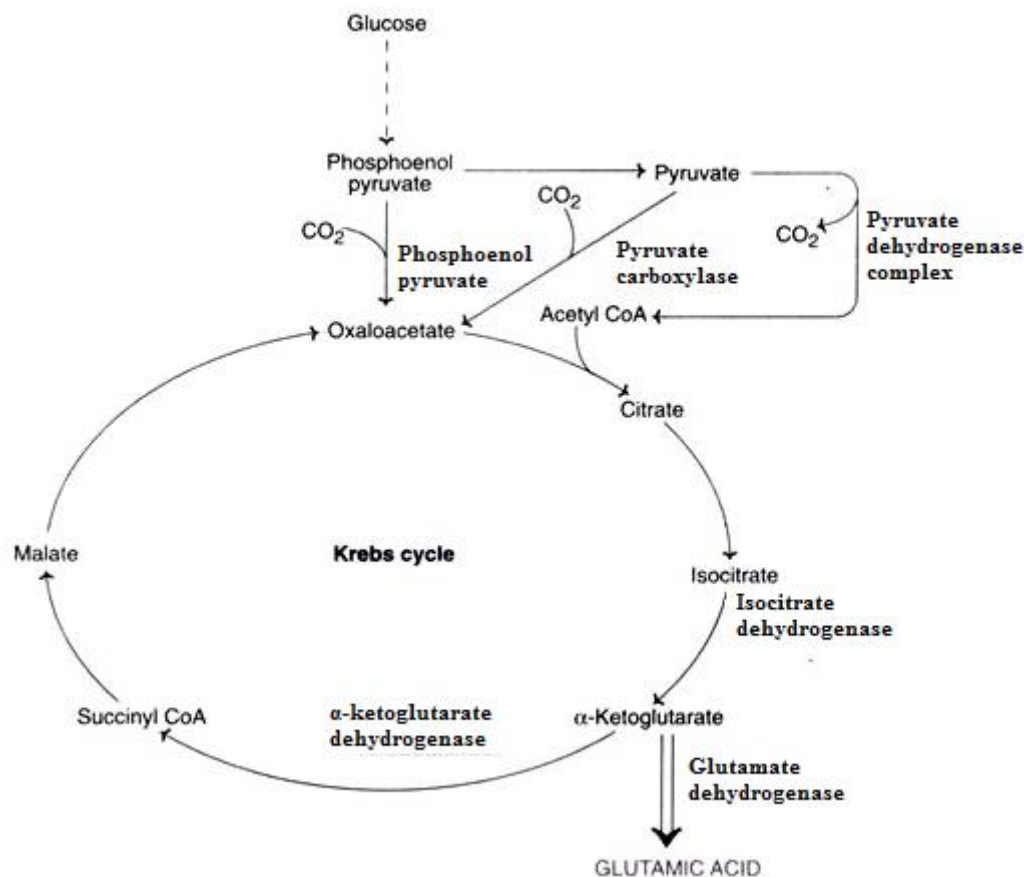 Glucose
Phosphoenol
pyruvate
Pyruvate
CO2
CO2
CO2
Pyruvate
dehydrogenase
complex
Phosphoenol
pyruvate
Pyruvate
carboxylase
Acetyl CoA
Oxaloacetate
Citrate
Malate
Krebs cycle
Isocitrate
Isocitrate
dehydrogenase
Succinyl CoA
α-ketoglutarate
dehydrogenase
α-Ketoglutarate
Glutamate
dehydrogenase
GLUTAMIC ACID